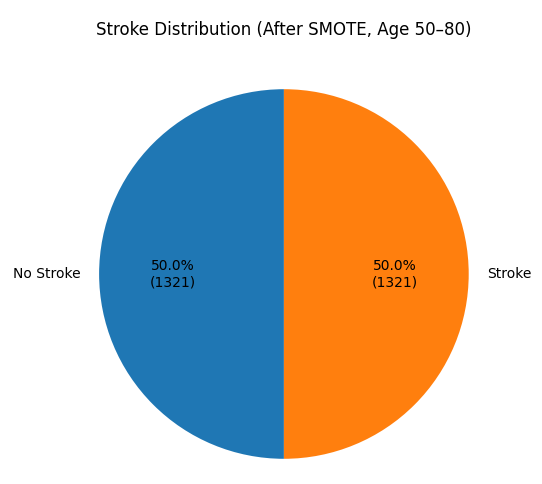 Stroke Distribution (After SMOTE, Age 50–80)
No Stroke
50.0%
(1321)
50.0%
(1321)
Stroke